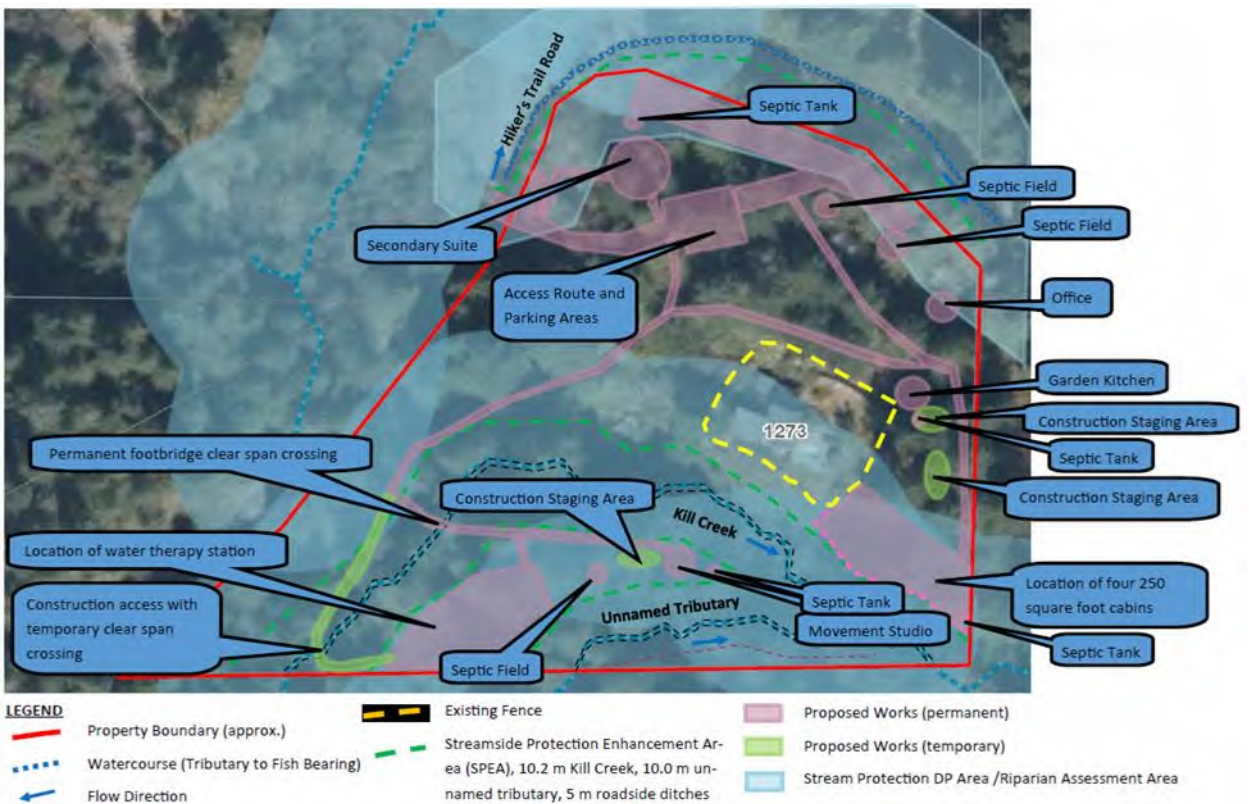 Hiker's Trail Road
Septic Tank
Septic Field
Septic Field
Secondary Suite
Access Route and
Parking Areas
Office
Garden Kitchen
1273
Construction Staging Area
Permanent footbridge clear span crossing
Septic Tank
Construction Staging Area
Construction Staging Area
Kill Creek
Location of water therapy station
Location of four 250
square foot cabins
Construction access with
temporary clear span
crossing
Septic Tank
Unnamed Tributary
Movement Studio
Septic Field
Septic Tank
LEGEND
Property Boundary (approx.)
Watercourse (Tributary to Fish Bearing)
Flow Direction
Existing Fence
Streamside Protection Enhancement Ar-
ea (SPEA), 10.2 m Kill Creek, 10.0 m un-
named tributary, 5 m roadside ditches
Proposed Works (permanent)
Proposed Works (temporary)
Stream Protection DP Area /Riparian Assessment Area